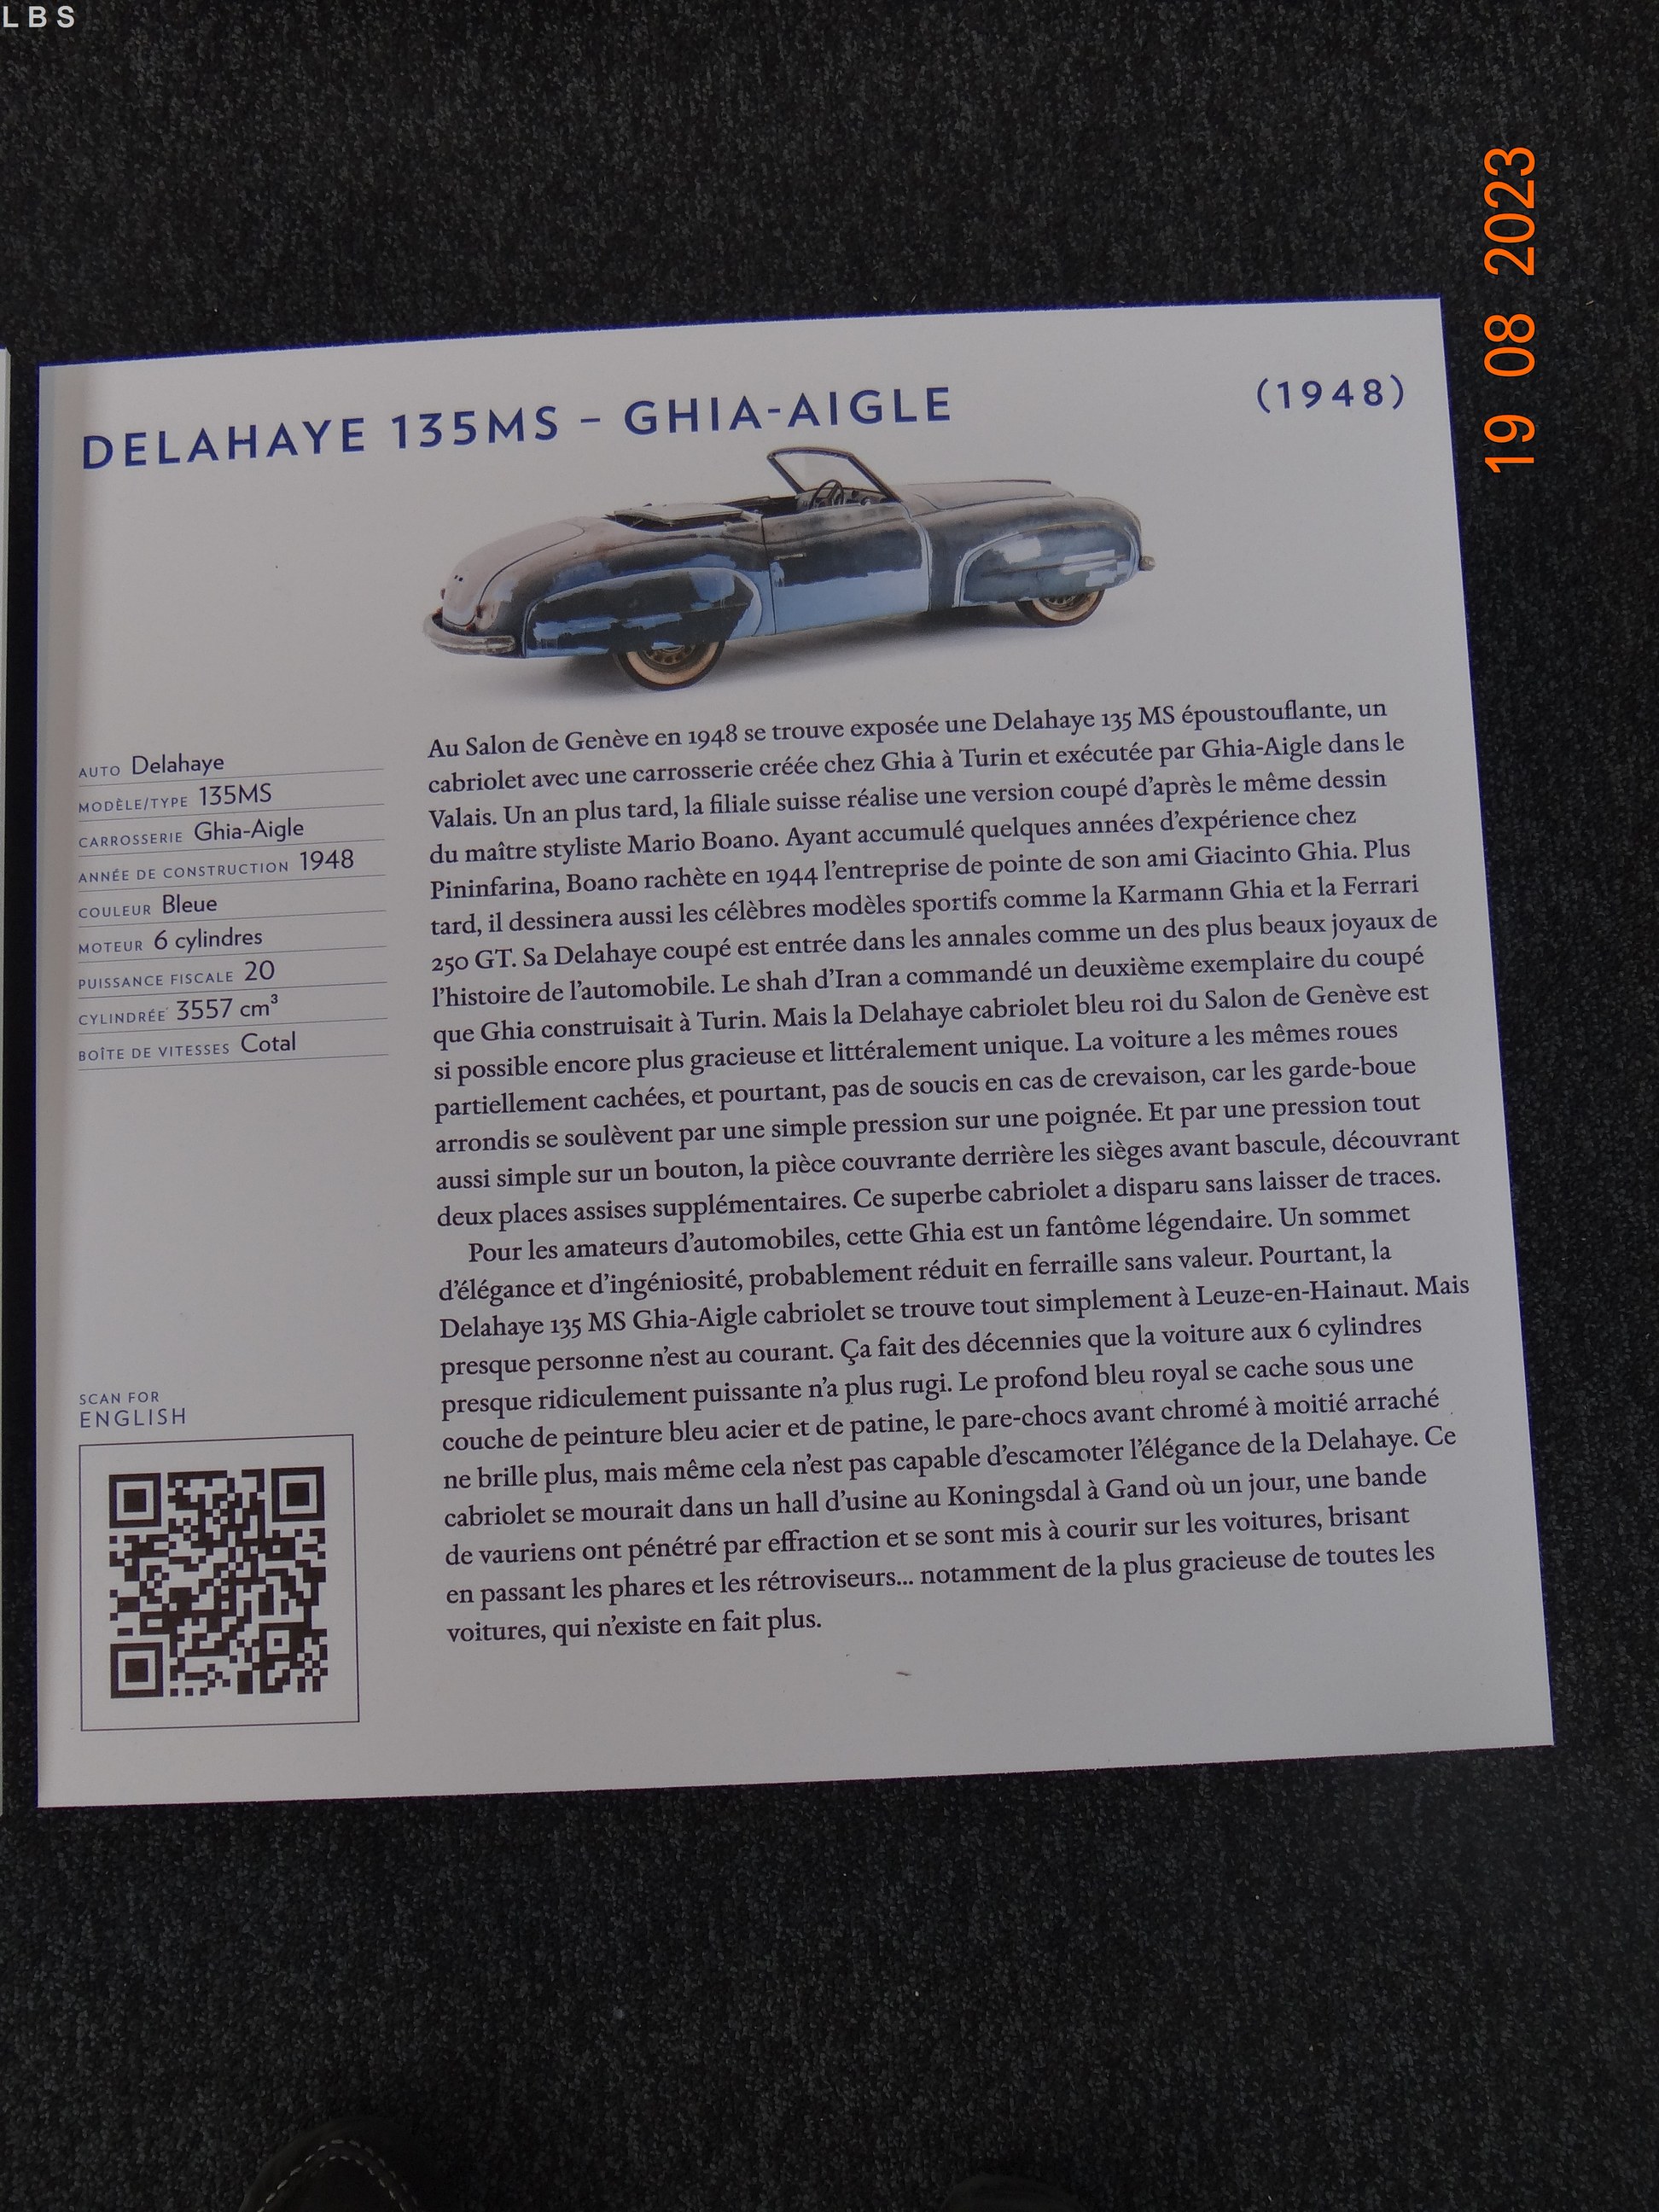 LBS
19 08 2023
DELAHAYE 135MS – GHIA-AIGLE (1948)
AUTO Delahaye
MODÈLE/TYPE 135MS
CARROSSERIE Ghia-Aigle
ANNÉE DE CONSTRUCTION 1948
COULEUR Bleue
MOTEUR 6 cylindres
PUISSANCE FISCALE 20
CYLINDRÉE 3557 cm³
BOÎTE DE VITESSES Cotal
Au Salon de Genève en 1948 se trouve exposée une Delahaye 135 MS époustouflante, un
cabriolet avec une carrosserie créée chez Ghia à Turin et exécutée par Ghia-Aigle dans le
Valais. Un an plus tard, la filiale suisse réalise une version coupé d'après le même dessin
du maître styliste Mario Boano. Ayant accumulé quelques années d'expérience chez
Pininfarina, Boano rachète en 1944 l'entreprise de pointe de son ami Giacinto Ghia. Plus
tard, il dessinera aussi les célèbres modèles sportifs comme la Karmann Ghia et la Ferrari
250 GT. Sa Delahaye coupé est entrée dans les annales comme un des plus beaux joyaux de
l'histoire de l'automobile. Le shah d'Iran a commandé un deuxième exemplaire du coupé
que Ghia construisait à Turin. Mais la Delahaye cabriolet bleu roi du Salon de Genève est
si possible encore plus gracieuse et littéralement unique. La voiture a les mêmes roues
partiellement cachées, et pourtant, pas de soucis en cas de crevaison, car les garde-boue
arrondis se soulèvent par une simple pression sur une poignée. Et par une pression tout
aussi simple sur un bouton, la pièce couvrante derrière les sièges avant bascule, découvrant
deux places assises supplémentaires. Ce superbe cabriolet a disparu sans laisser de traces.
Pour les amateurs d'automobiles, cette Ghia est un fantôme légendaire. Un sommet
d'élégance et d'ingéniosité, probablement réduit en ferraille sans valeur. Pourtant, la
Delahaye 135 MS Ghia-Aigle cabriolet se trouve tout simplement à Leuze-en-Hainaut. Mais
presque personne n'est au courant. Ça fait des décennies que la voiture aux 6 cylindres
presque ridiculement puissante n'a plus rugi. Le profond bleu royal se cache sous une
couche de peinture bleu acier et de patine, le pare-chocs avant chromé à moitié arraché
ne brille plus, mais même cela n'est pas capable d'escamoter l'élégance de la Delahaye. Ce
cabriolet se mourait dans un hall d'usine au Koningsdal à Gand où un jour, une bande
de vauriens ont pénétré par effraction et se sont mis à courir sur les voitures, brisant
en passant les phares et les rétroviseurs... notamment de la plus gracieuse de toutes les
voitures, qui n'existe en fait plus.
SCAN FOR
ENGLISH